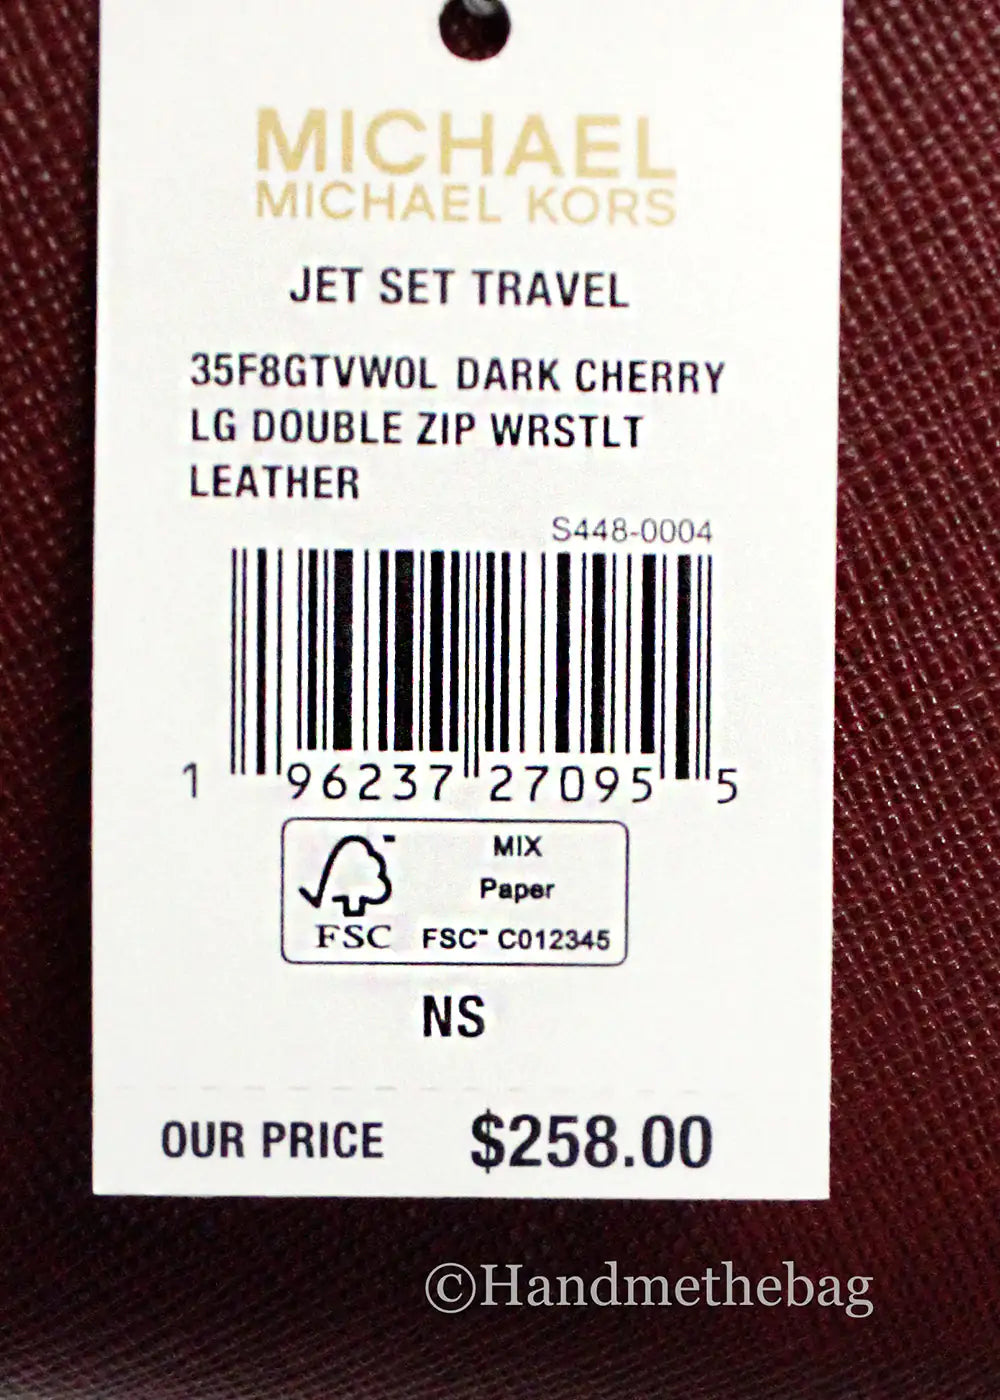 MICHAEL
MICHAEL KORS
JET SET TRAVEL
35F8GTVW0L DARK CHERRY
LG DOUBLE ZIP WRSTLT
LEATHER
S448-0004
1 96237 27095 5
MIX
Paper
FSC FSC™ C012345
NS
OUR PRICE $258.00
©Handmethebag